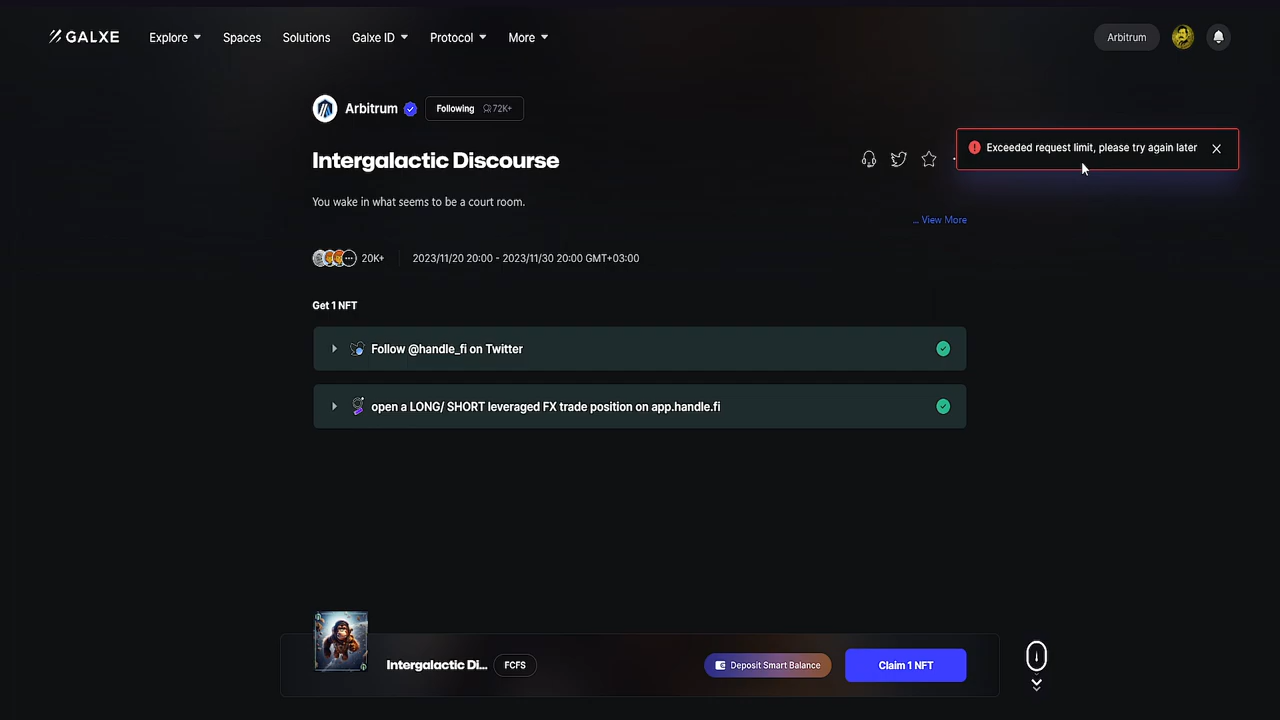 GALXE
Explore
Spaces
Solutions
Galxe ID
Protocol
More
Arbitrum
Arbitrum
Following 72K+
Exceeded request limit, please try again later
Intergalactic Discourse
You wake in what seems to be a court room.
... View More
20K+
2023/11/20 20:00 - 2023/11/30 20:00 GMT+03:00
Get 1 NFT
Follow @handle_fi on Twitter
open a LONG/ SHORT leveraged FX trade position on app.handle.fi
Intergalactic Di...
FCFS
Deposit Smart Balance
Claim 1 NFT